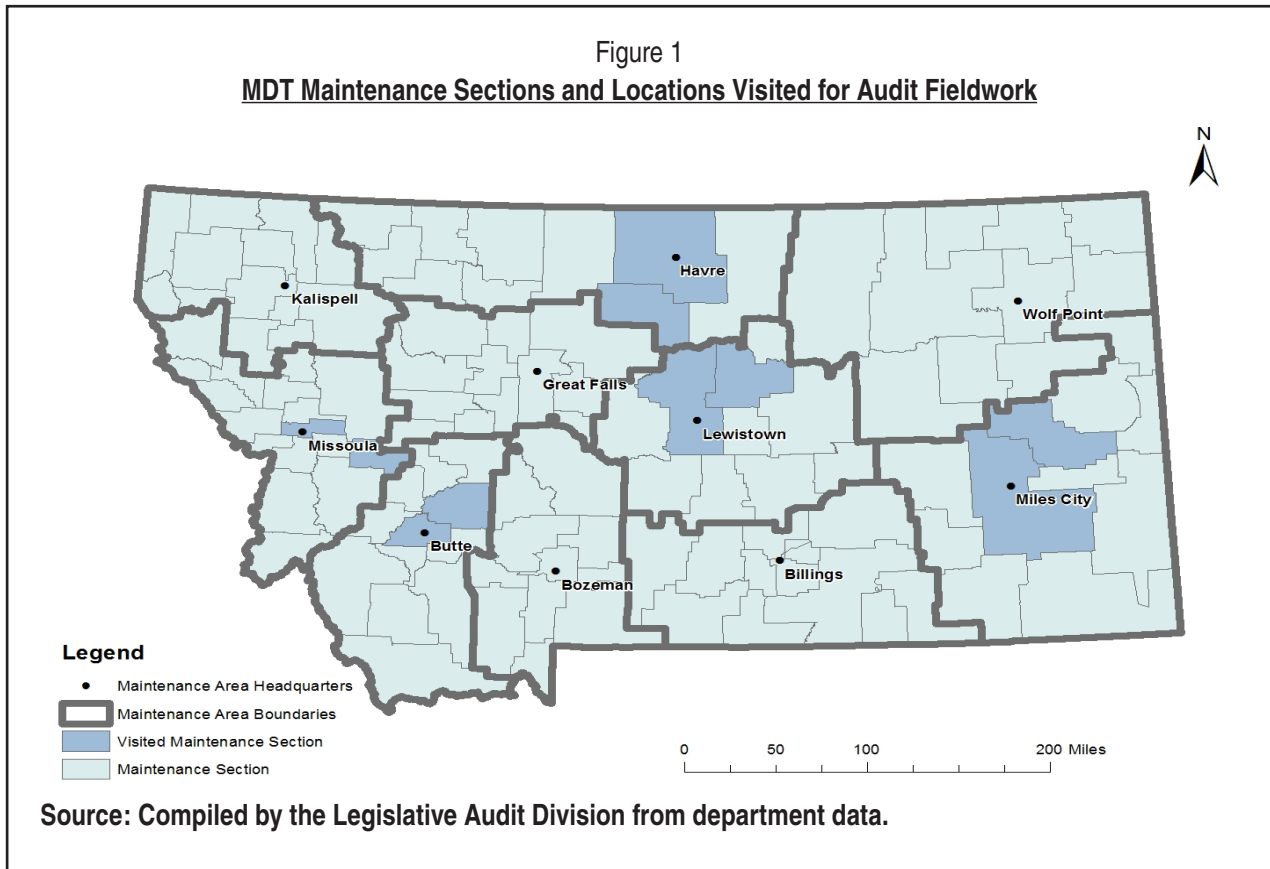 Figure 1
MDT Maintenance Sections and Locations Visited for Audit Fieldwork
N
Havre
Kalispell
Wolf Point
Great Falls
Lewistown
Missoula
Miles City
Butte
Billings
Bozeman
Legend
Maintenance Area Headquarters
Maintenance Area Boundaries
Visited Maintenance Section
Maintenance Section
0 50 100 200 Miles
Source: Compiled by the Legislative Audit Division from department data.